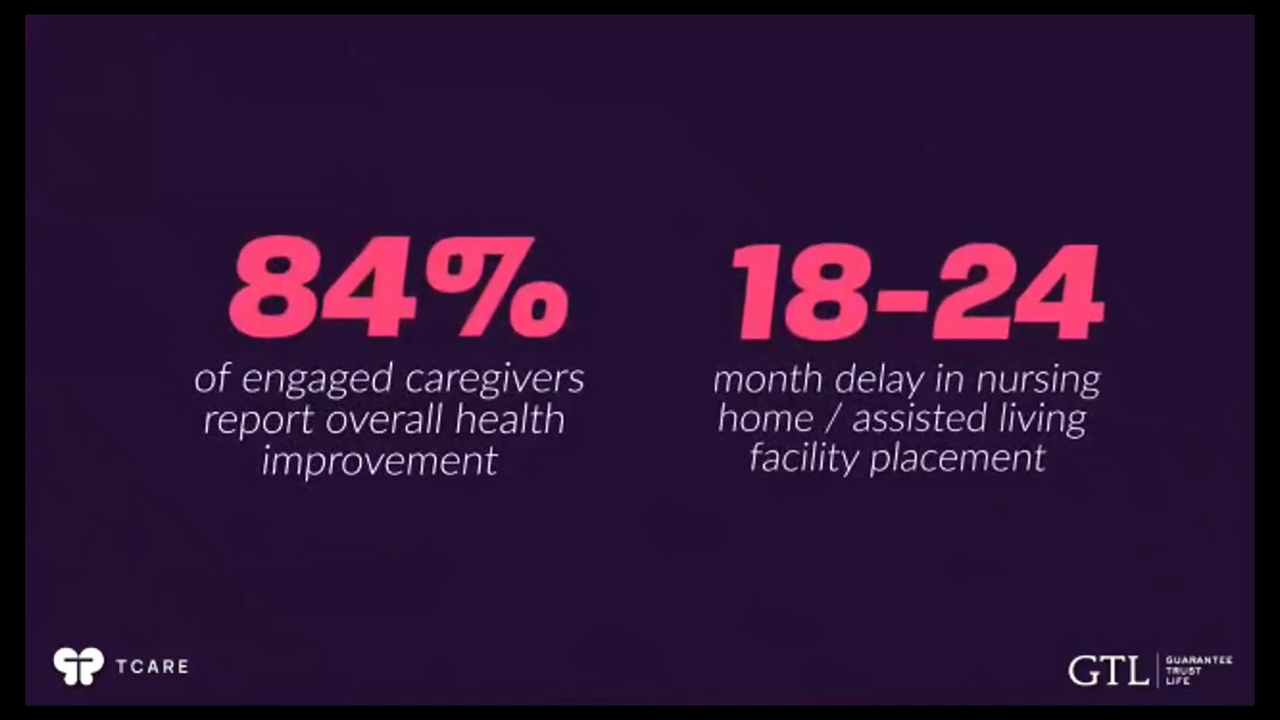 84%
of engaged caregivers
report overall health
improvement
18-24
month delay in nursing
home / assisted living
facility placement
TCARE
GTL
GUARANTEE
TRUST
LIFE